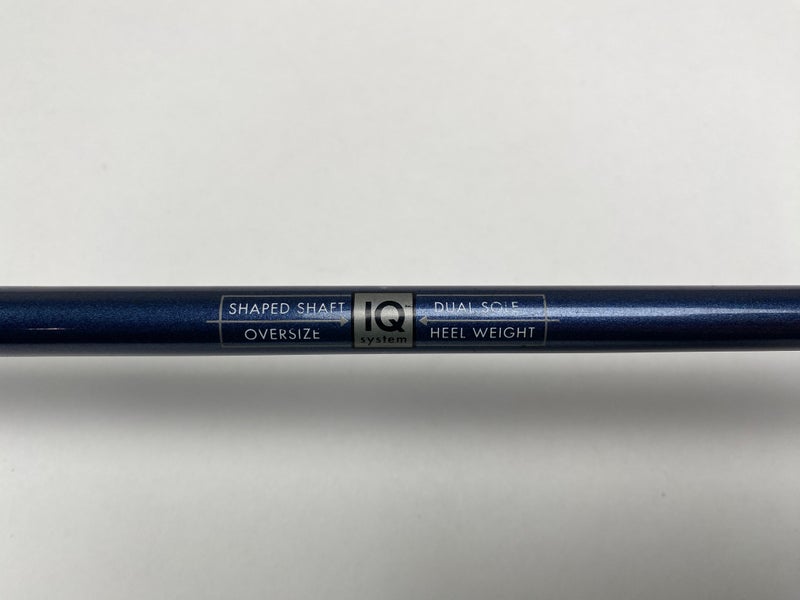 SHAPED SHAFT IQ DUAL SOLE
OVERSIZE system HEEL WEIGHT